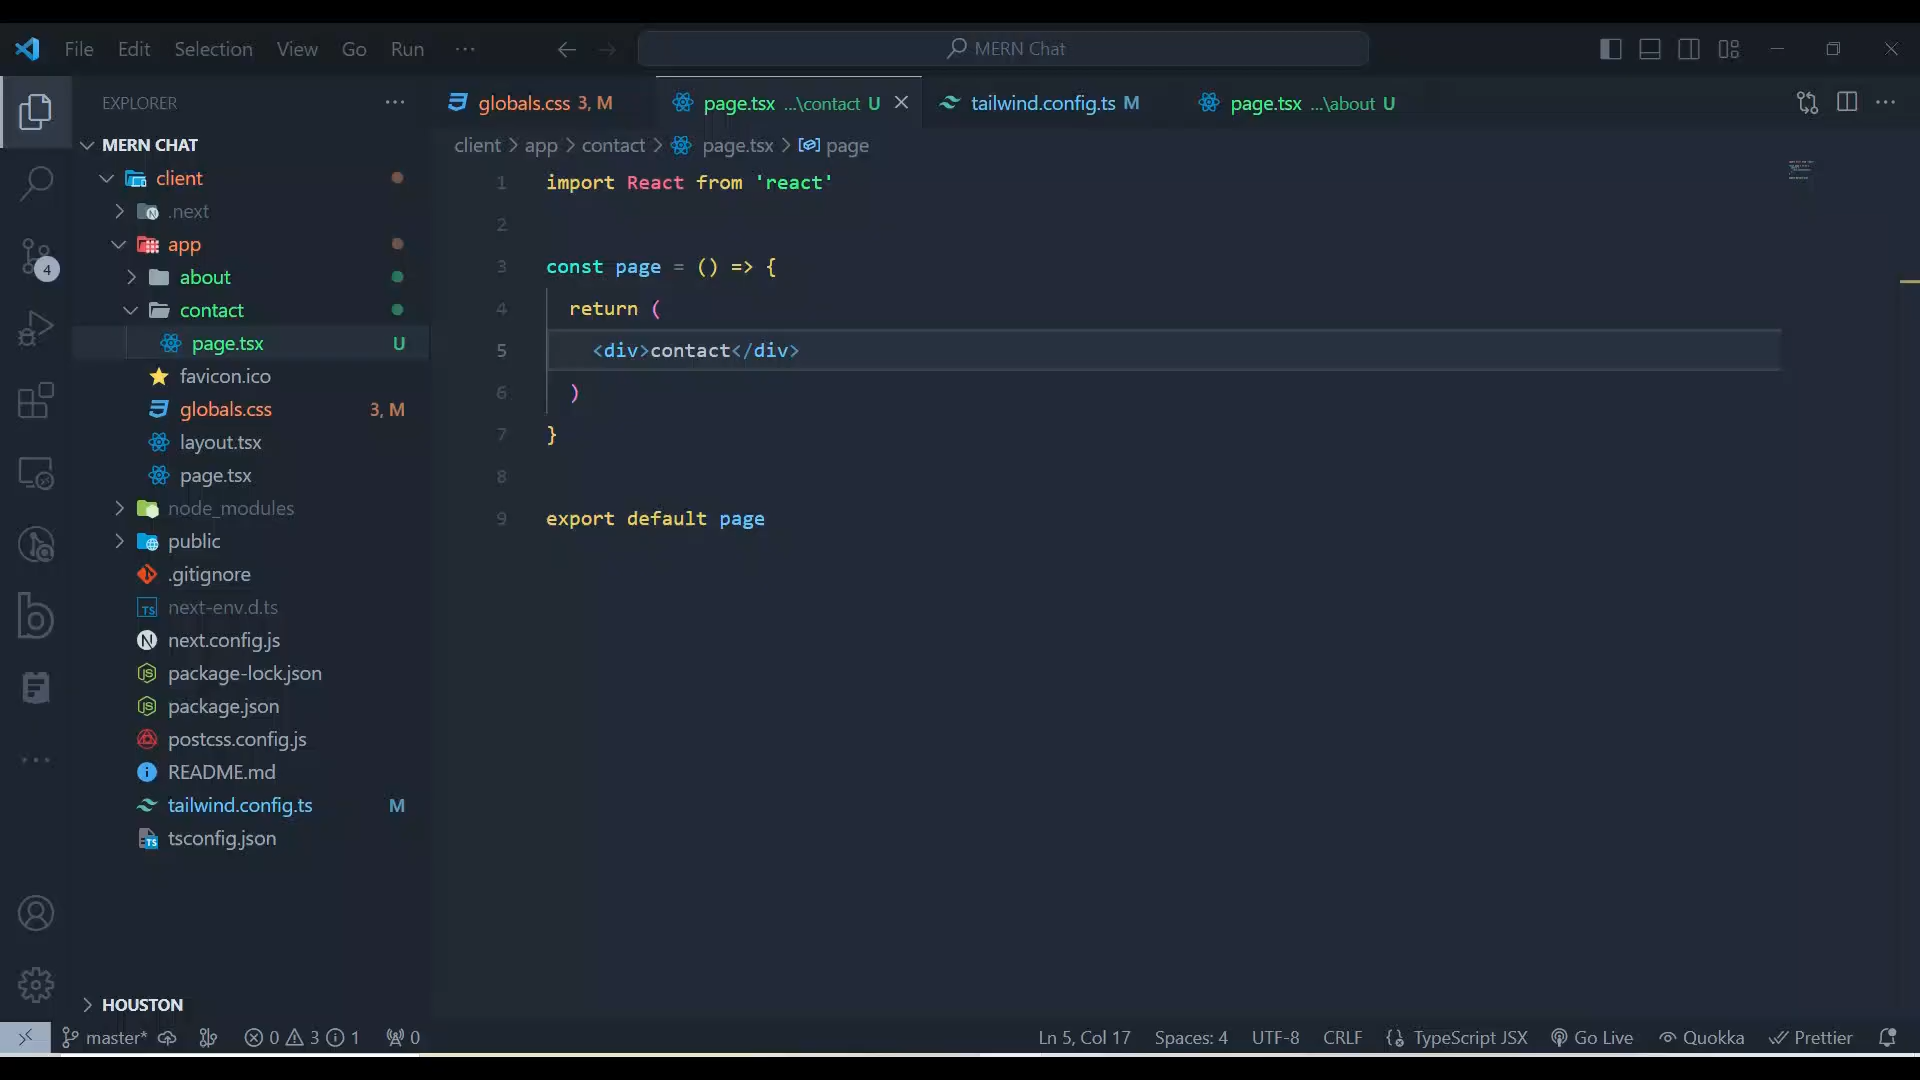 File Edit Selection View Go Run ··· MERN Chat
EXPLORER ···
MERN CHAT
client
.next
app
about
contact
page.tsx U
favicon.ico
globals.css 3, M
layout.tsx
page.tsx
node_modules
public
.gitignore
next-env.d.ts
next.config.js
package-lock.json
package.json
postcss.config.js
README.md
tailwind.config.ts M
tsconfig.json
HOUSTON
4
globals.css 3, M page.tsx ...\contact U tailwind.config.ts M page.tsx ...\about U
client > app > contact > page.tsx > page
1 import React from 'react'
2
3 const page = () => {
4 return (
5 <div>contact</div>
6 )
7 }
8
9 export default page
master* 0 3 1 0 Ln 5, Col 17 Spaces: 4 UTF-8 CRLF TypeScript JSX Go Live Quokka Prettier